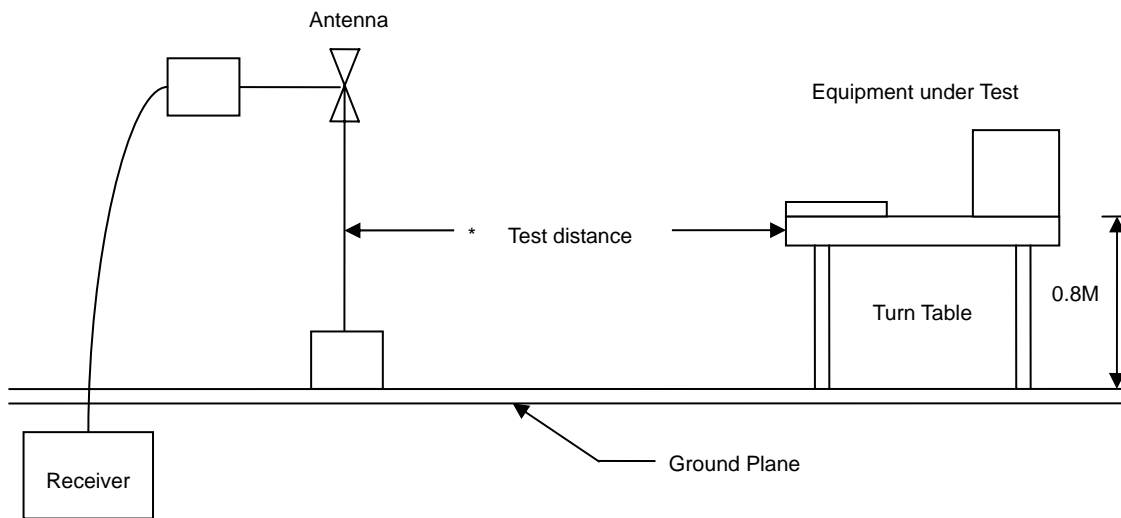 Antenna
Equipment under Test
* Test distance
0.8M
Turn Table
Ground Plane
Receiver